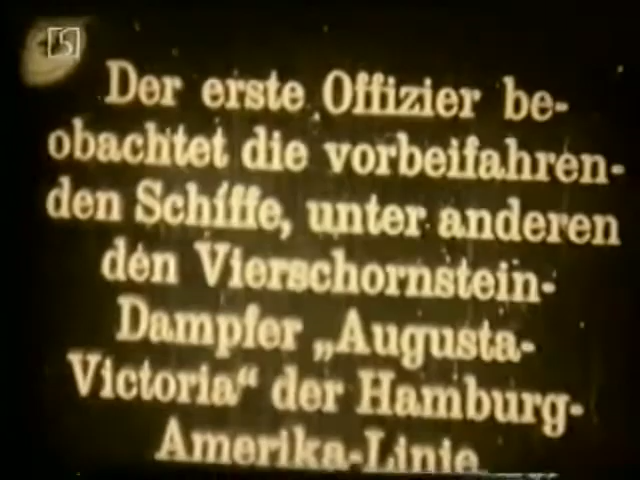 5
Der erste Offizier be-
obachtet die vorbeifahren-
den Schiffe, unter anderen
den Vierschornstein-
Dampfer „Augusta-
Victoria“ der Hamburg-
Amerika-Linie